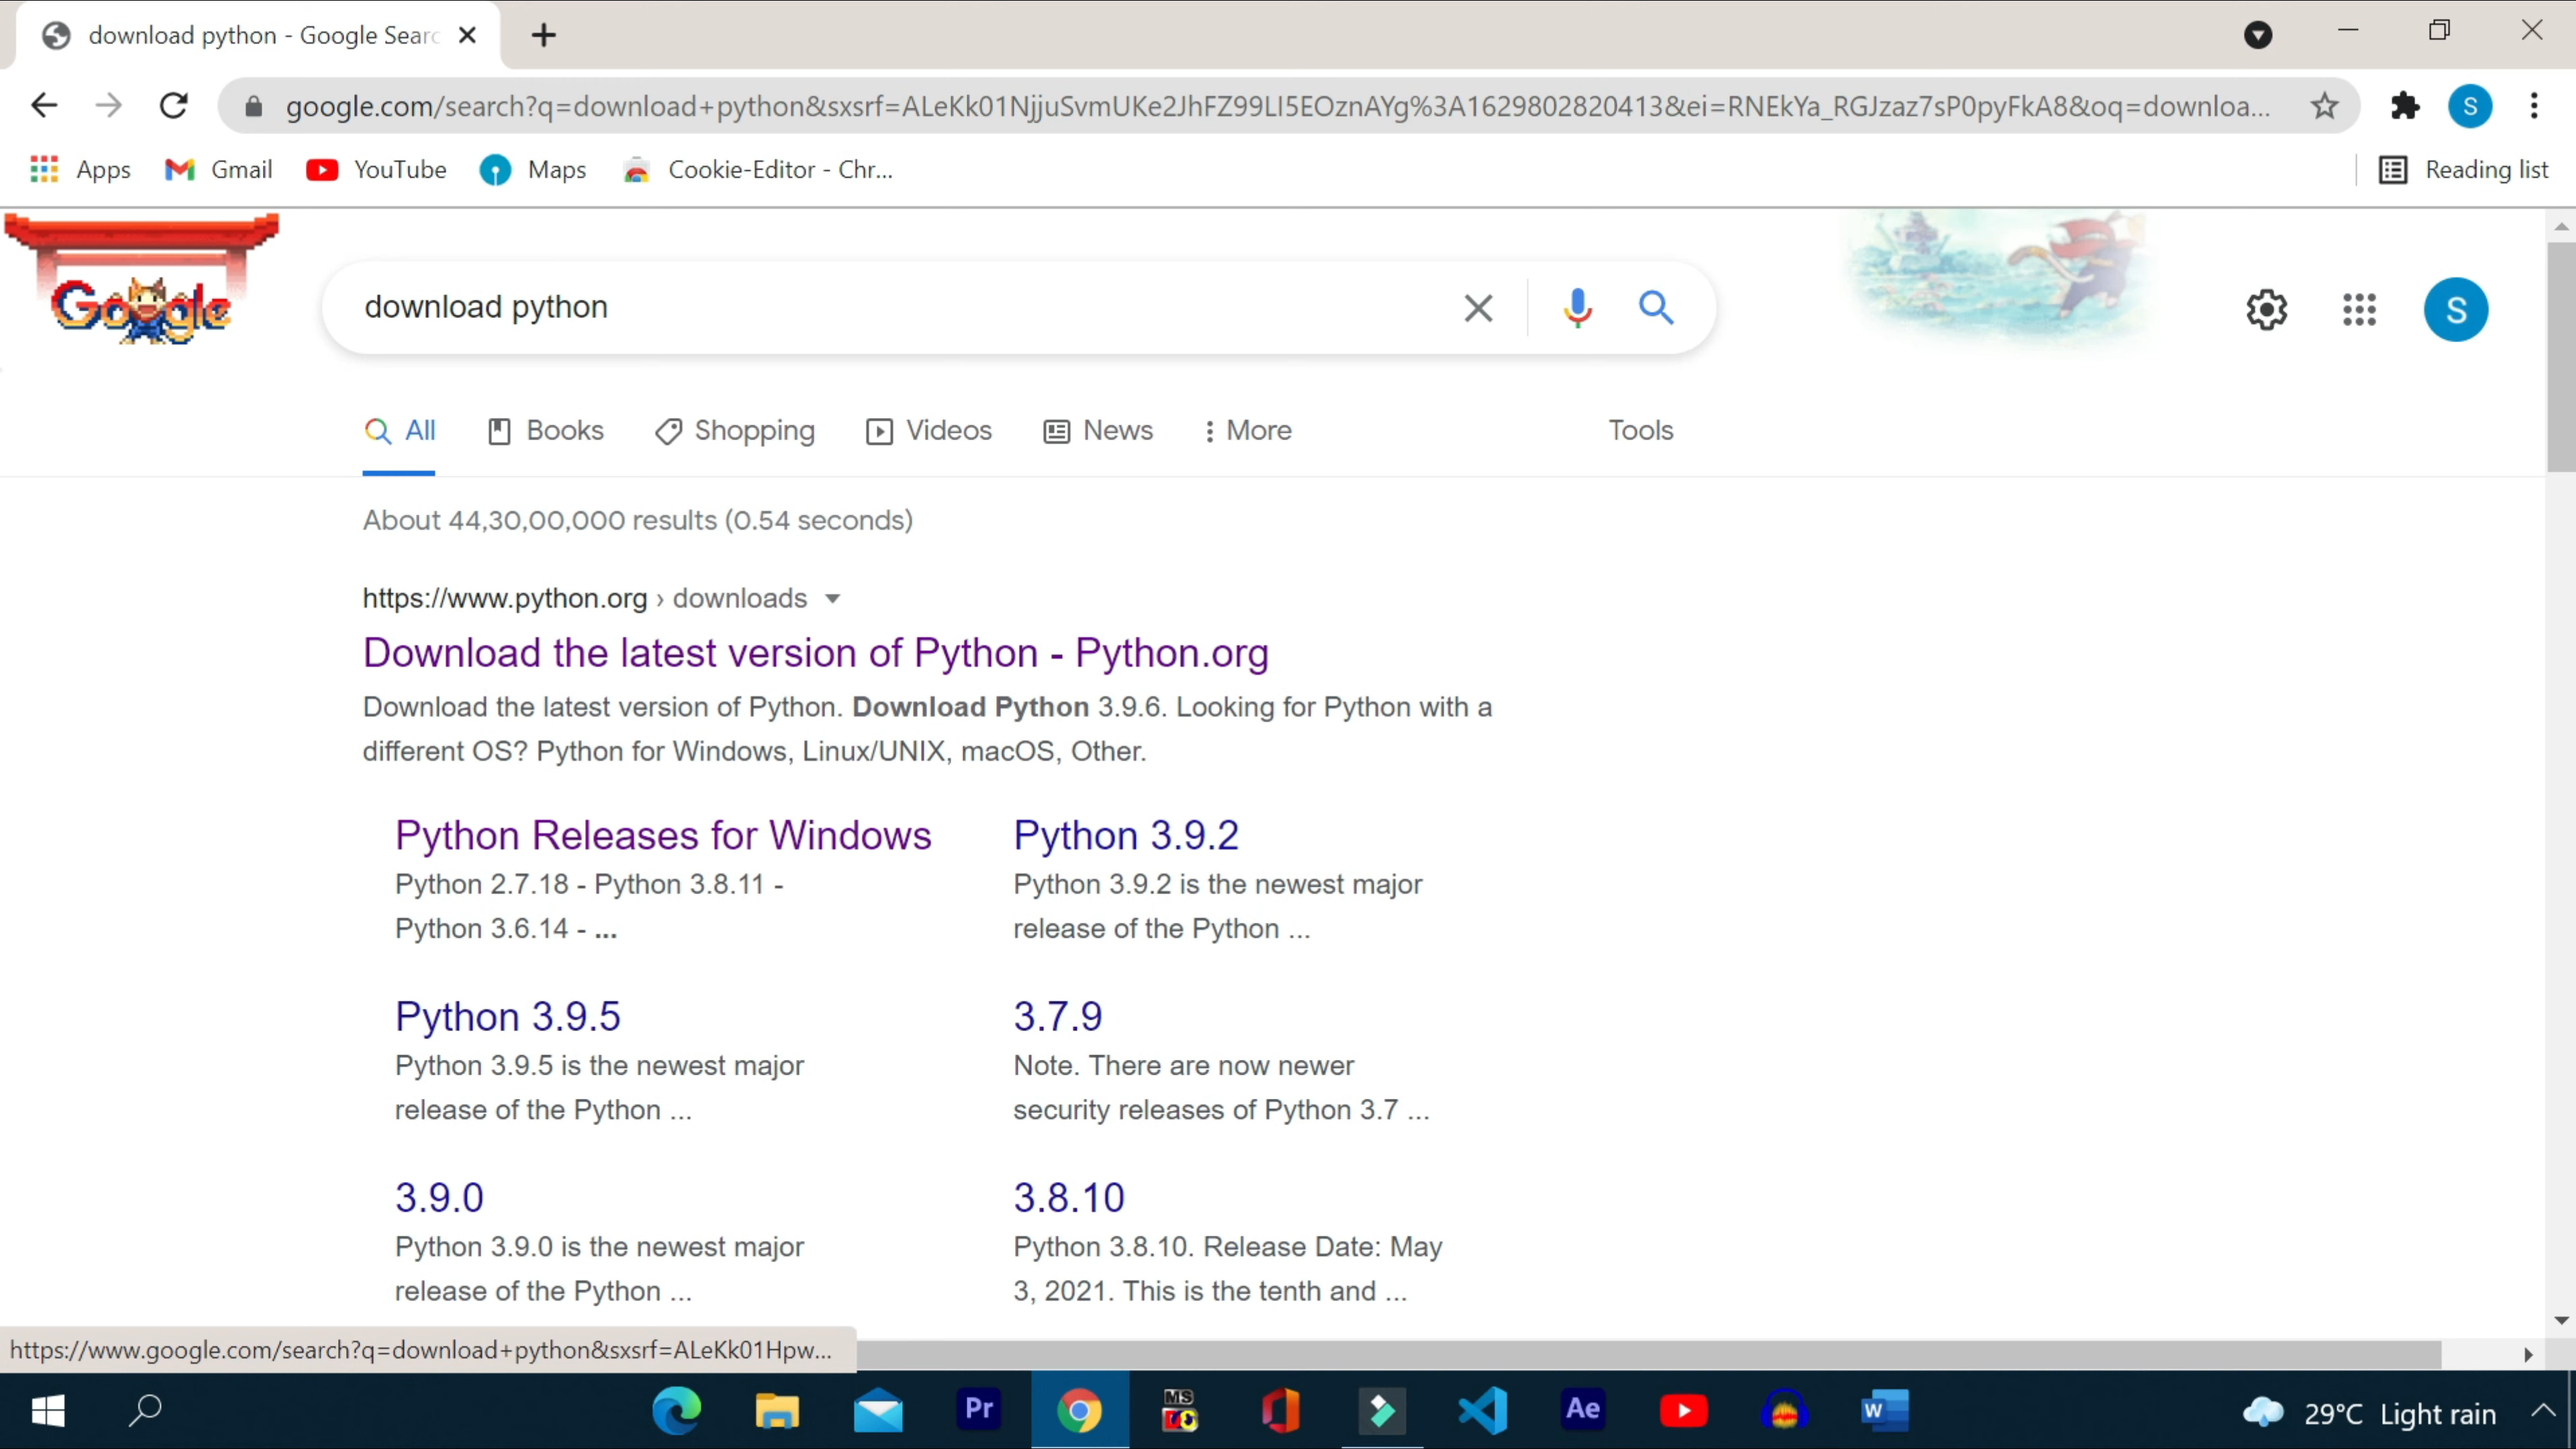 download python - Google Searc
google.com/search?q=download+python&sxsrf=ALeKk01NjjuSvmUKe2JhFZ99LI5EOznAYg%3A1629802820413&ei=RNEkYa_RGJzaz7sP0pyFkA8&oq=downloa...
S
Apps
Gmail
YouTube
Maps
Cookie-Editor - Chr...
Reading list
Google
download python
S
All
Books
Shopping
Videos
News
More
Tools
About 44,30,00,000 results (0.54 seconds)
https://www.python.org › downloads
Download the latest version of Python - Python.org
Download the latest version of Python. Download Python 3.9.6. Looking for Python with a
different OS? Python for Windows, Linux/UNIX, macOS, Other.
Python Releases for Windows
Python 2.7.18 - Python 3.8.11 -
Python 3.6.14 - ...
Python 3.9.2
Python 3.9.2 is the newest major
release of the Python ...
Python 3.9.5
Python 3.9.5 is the newest major
release of the Python ...
3.7.9
Note. There are now newer
security releases of Python 3.7 ...
3.9.0
Python 3.9.0 is the newest major
release of the Python ...
3.8.10
Python 3.8.10. Release Date: May
3, 2021. This is the tenth and ...
https://www.google.com/search?q=download+python&sxsrf=ALeKk01Hpw...
Pr
MS
Ae
W
29°C Light rain